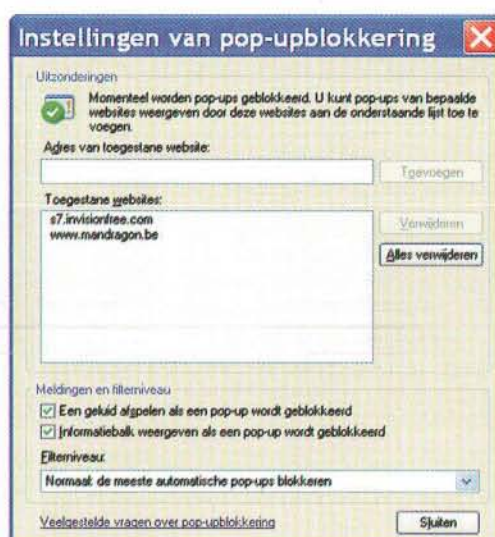 Instellingen van pop-upblokkering
Uitzonderingen
Momenteel worden pop-ups geblokkeerd. U kunt pop-ups van bepaalde
websites weergeven door deze websites aan de onderstaande lijst toe te
voegen.
Adres van toegestane website:
Toevoegen
Toegestane websites:
s7.invisionfree.com
www.mandragon.be
Verwijderen
Alles verwijderen
Meldingen en filterniveau
Een geluid afspelen als een pop-up wordt geblokkeerd
Informatiebalk weergeven als een pop-up wordt geblokkeerd
Filterniveau:
Normaal: de meeste automatische pop-ups blokkeren
Veelgestelde vragen over pop-upblokkering
Sluiten